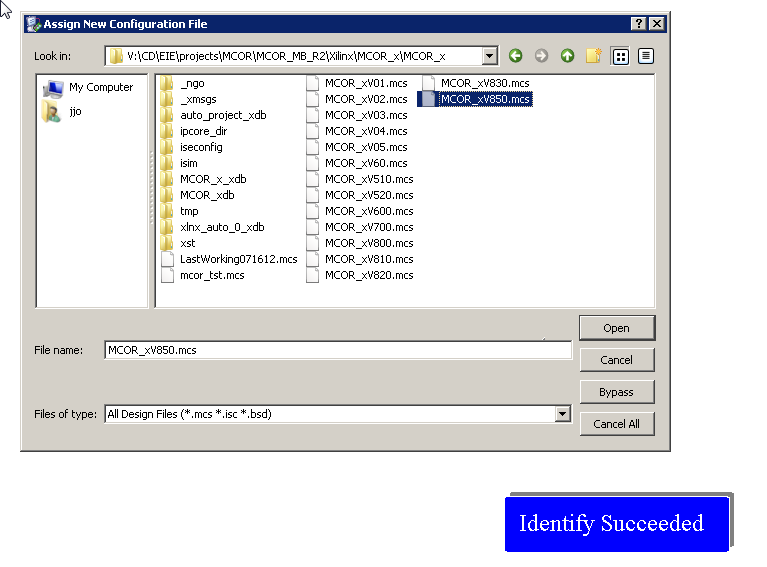 Assign New Configuration File
Look in: V:\CD\EIE\projects\MCOR\MCOR_MB_R2\Xilinx\MCOR_x\MCOR_x
My Computer
jjo
_ngo
_xmsgs
auto_project_xdb
ipcore_dir
iseconfig
isim
MCOR_x_xdb
MCOR_xdb
tmp
xlnx_auto_0_xdb
xst
LastWorking071612.mcs
mcor_tst.mcs
MCOR_xV01.mcs
MCOR_xV02.mcs
MCOR_xV03.mcs
MCOR_xV04.mcs
MCOR_xV05.mcs
MCOR_xV60.mcs
MCOR_xV510.mcs
MCOR_xV520.mcs
MCOR_xV600.mcs
MCOR_xV700.mcs
MCOR_xV800.mcs
MCOR_xV810.mcs
MCOR_xV820.mcs
MCOR_xV830.mcs
MCOR_xV850.mcs
File name: MCOR_xV850.mcs
Files of type: All Design Files (*.mcs *.isc *.bsd)
Open
Cancel
Bypass
Cancel All
Identify Succeeded